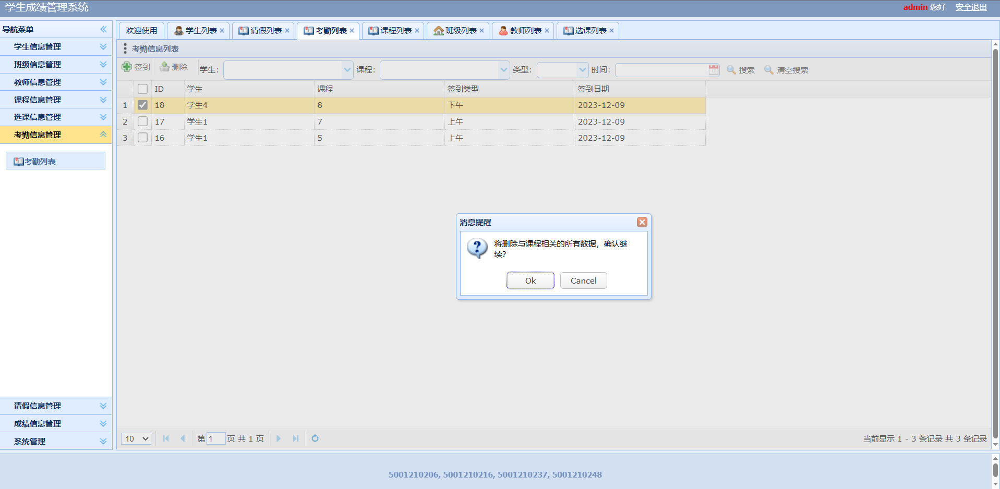 学生成绩管理系统
admin 您好 安全退出
导航菜单
学生信息管理
班级信息管理
教师信息管理
课程信息管理
选课信息管理
考勤信息管理
考勤列表
请假信息管理
成绩信息管理
系统管理
欢迎使用 学生列表 请假列表 考勤列表 课程列表 班级列表 教师列表 选课列表
考勤信息列表
签到 删除 学生: 课程: 类型: 时间: 搜索 清空搜索
ID 学生 课程 签到类型 签到日期
1 18 学生4 8 下午 2023-12-09
2 17 学生1 7 上午 2023-12-09
3 16 学生1 5 上午 2023-12-09
消息提醒
将删除与课程相关的所有数据，确认继
续?
Ok Cancel
10 第 1 页 共 1 页 当前显示 1 - 3 条记录 共 3 条记录
5001210206, 5001210216, 5001210237, 5001210248